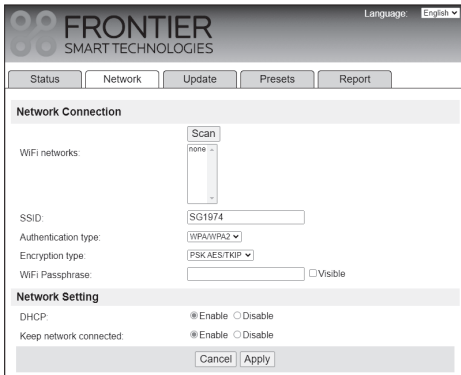 Language: English
FRONTIER
SMART TECHNOLOGIES
Status Network Update Presets Report
Network Connection
Scan
WiFi networks: none
SSID: SG1974
Authentication type: WPA/WPA2
Encryption type: PSK AES/TKIP
WiFi Passphrase: Visible
Network Setting
DHCP: Enable Disable
Keep network connected: Enable Disable
Cancel Apply